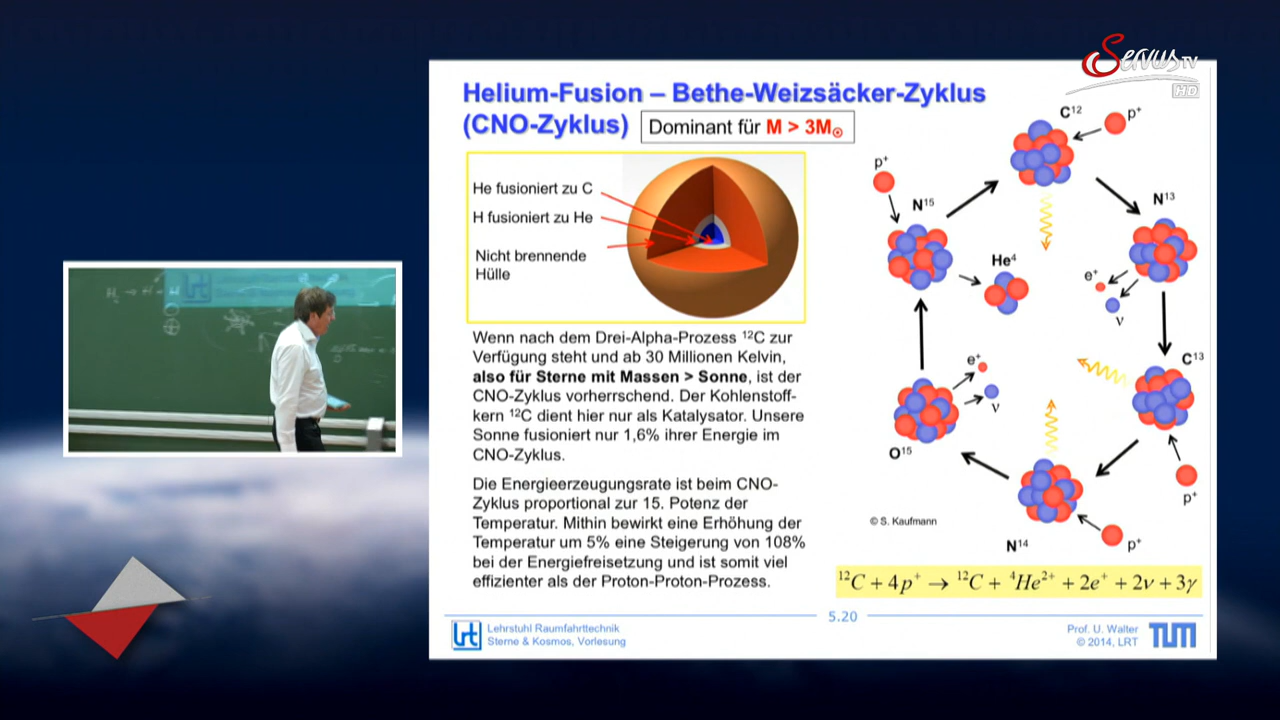 Servus TV
HD
Helium-Fusion – Bethe-Weizsäcker-Zyklus
(CNO-Zyklus)
Dominant für M > 3M☉
He fusioniert zu C
H fusioniert zu He
Nicht brennende
Hülle
Wenn nach dem Drei-Alpha-Prozess ¹²C zur
Verfügung steht und ab 30 Millionen Kelvin,
also für Sterne mit Massen > Sonne, ist der
CNO-Zyklus vorherrschend. Der Kohlenstoff-
kern ¹²C dient hier nur als Katalysator. Unsere
Sonne fusioniert nur 1,6% ihrer Energie im
CNO-Zyklus.
Die Energieerzeugungsrate ist beim CNO-
Zyklus proportional zur 15. Potenz der
Temperatur. Mithin bewirkt eine Erhöhung der
Temperatur um 5% eine Steigerung von 108%
bei der Energiefreisetzung und ist somit viel
effizienter als der Proton-Proton-Prozess.
C¹²
p⁺
p⁺
N¹⁵
N¹³
He⁴
e⁺
ν
C¹³
e⁺
ν
O¹⁵
p⁺
© S. Kaufmann
N¹⁴
p⁺
¹²C + 4p⁺ → ¹²C + ⁴He²⁺ + 2e⁺ + 2ν + 3γ
5.20
lrt
Lehrstuhl Raumfahrttechnik
Sterne & Kosmos, Vorlesung
Prof. U. Walter
© 2014, LRT
TUM